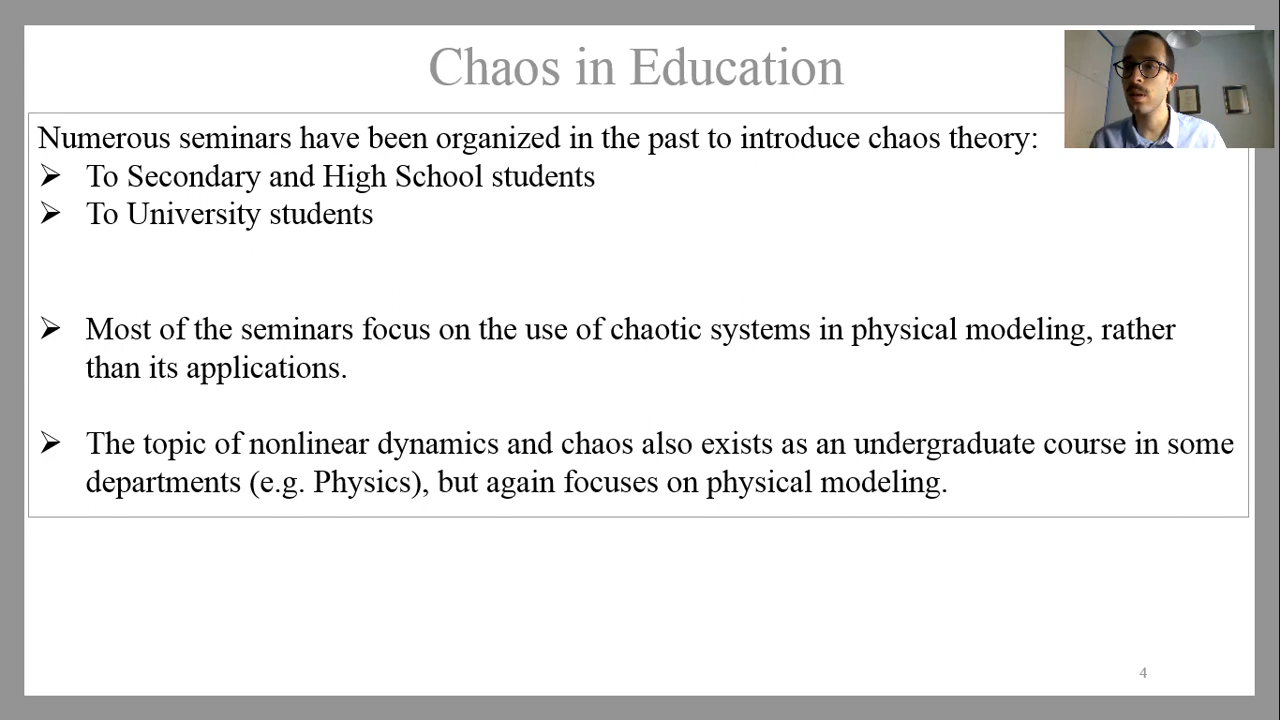 Chaos in Education
Numerous seminars have been organized in the past to introduce chaos theory:
➢ To Secondary and High School students
➢ To University students
➢ Most of the seminars focus on the use of chaotic systems in physical modeling, rather
than its applications.
➢ The topic of nonlinear dynamics and chaos also exists as an undergraduate course in some
departments (e.g. Physics), but again focuses on physical modeling.
4